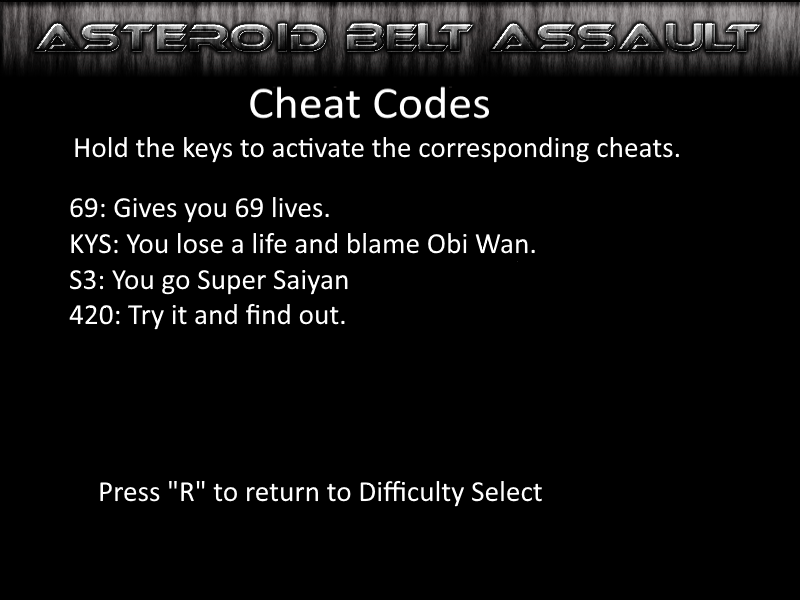 ASTEROID BELT ASSAULT
Cheat Codes
Hold the keys to activate the corresponding cheats.
69: Gives you 69 lives.
KYS: You lose a life and blame Obi Wan.
S3: You go Super Saiyan
420: Try it and find out.
Press "R" to return to Difficulty Select